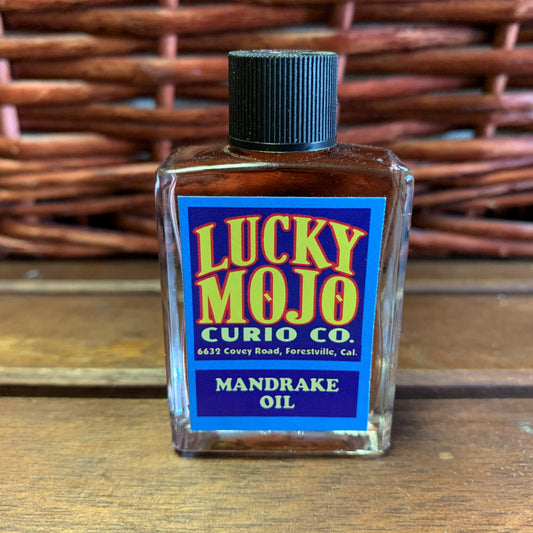 LUCKY
MOJO
CURIO CO.
6632 Covey Road, Forestville, Cal.
MANDRAKE
OIL